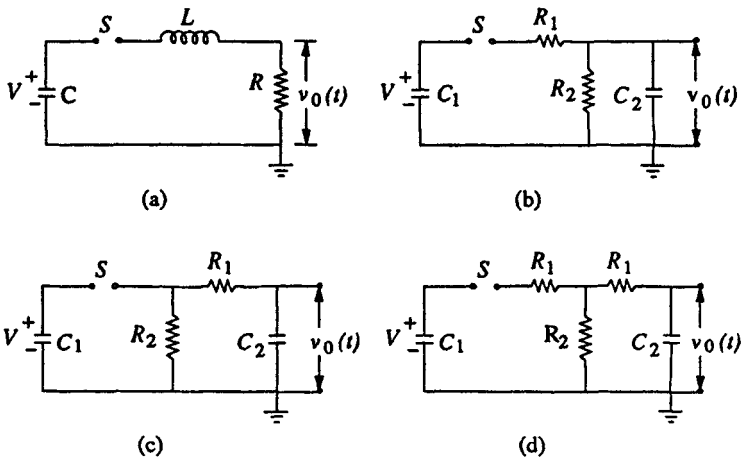 S L
V + − C R v₀(t)
(a)
S R₁
V + − C₁ R₂ C₂ v₀(t)
(b)
S R₁
V + − C₁ R₂ C₂ v₀(t)
(c)
S R₁ R₁
V + − C₁ R₂ C₂ v₀(t)
(d)